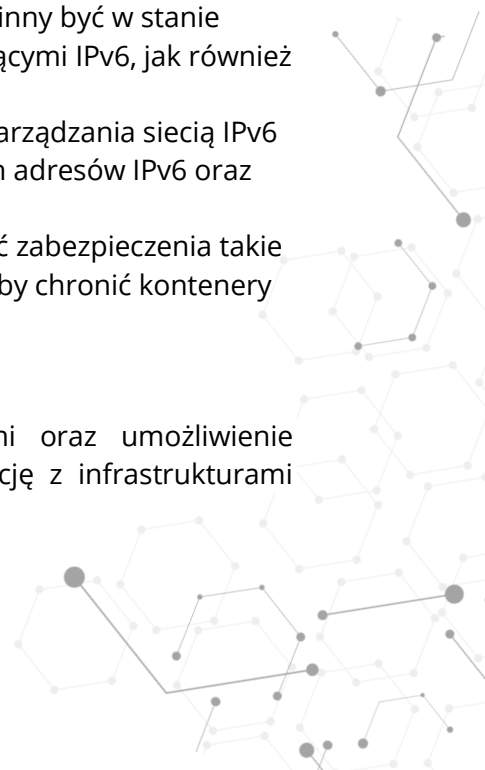 inny być w stanie
ącymi IPv6, jak również
arządzania siecią IPv6
adresów IPv6 oraz
ć zabezpieczenia takie
by chronić kontenery
oraz umożliwienie
cję z infrastrukturami